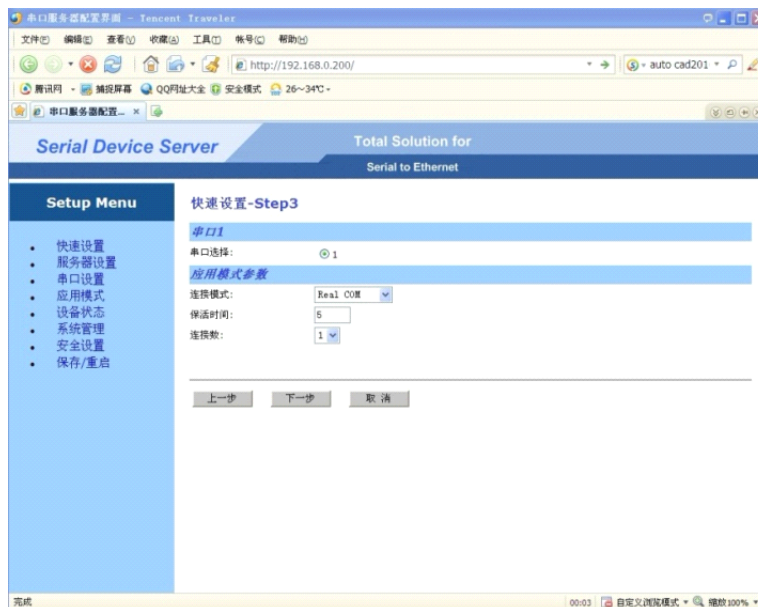 串口服务器配置界面 - Tencent Traveler
文件(F) 编辑(E) 查看(V) 收藏(A) 工具(T) 帐号(C) 帮助(H)
http://192.168.0.200/
auto cad201
腾讯网 捕捉屏幕 QQ网址大全 安全模式 26~34℃
串口服务器配置...
Serial Device Server
Total Solution for
Serial to Ethernet
Setup Menu
快速设置
服务器设置
串口设置
应用模式
设备状态
系统管理
安全设置
保存/重启
快速设置-Step3
串口1
串口选择: 1
应用模式参数
连接模式: Real COM
保活时间: 5
连接数: 1
上一步 下一步 取 消
完成 00:03 自定义浏览模式 缩放100%